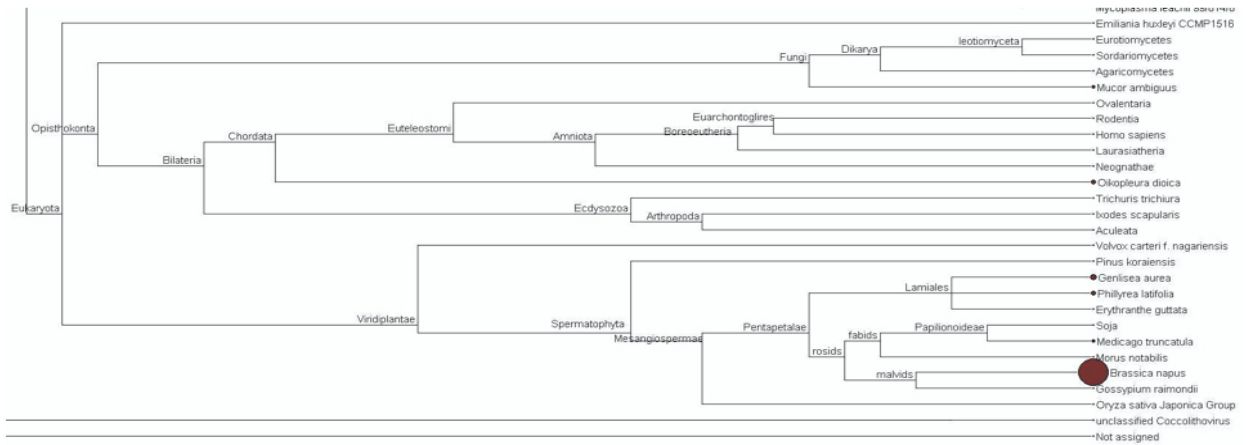 Emiliania huxleyi CCMP1516
leotiomyceta
Eurotiomycetes
Dikarya
Sordariomycetes
Fungi
Agaricomycetes
Mucor ambiguus
Ovalentaria
Euarchontoglires
Rodentia
Opisthokonta
Chordata
Euteleostomi
Boreoeutheria
Homo sapiens
Amniota
Laurasiatheria
Bilateria
Neognathae
Oikopleura dioica
Trichuris trichiura
Eukaryota
Ecdysozoa
Arthropoda
Ixodes scapularis
Aculeata
Volvox carteri f. nagariensis
Pinus koraiensis
Genlisea aurea
Lamiales
Phillyrea latifolia
Erythranthe guttata
Viridiplantae
Spermatophyta
Pentapetalae
Papilionoideae
Soja
Mesangiospermae
fabids
Medicago truncatula
rosids
Morus notabilis
malvids
Brassica napus
Gossypium raimondii
Oryza sativa Japonica Group
unclassified Coccolithovirus
Not assigned